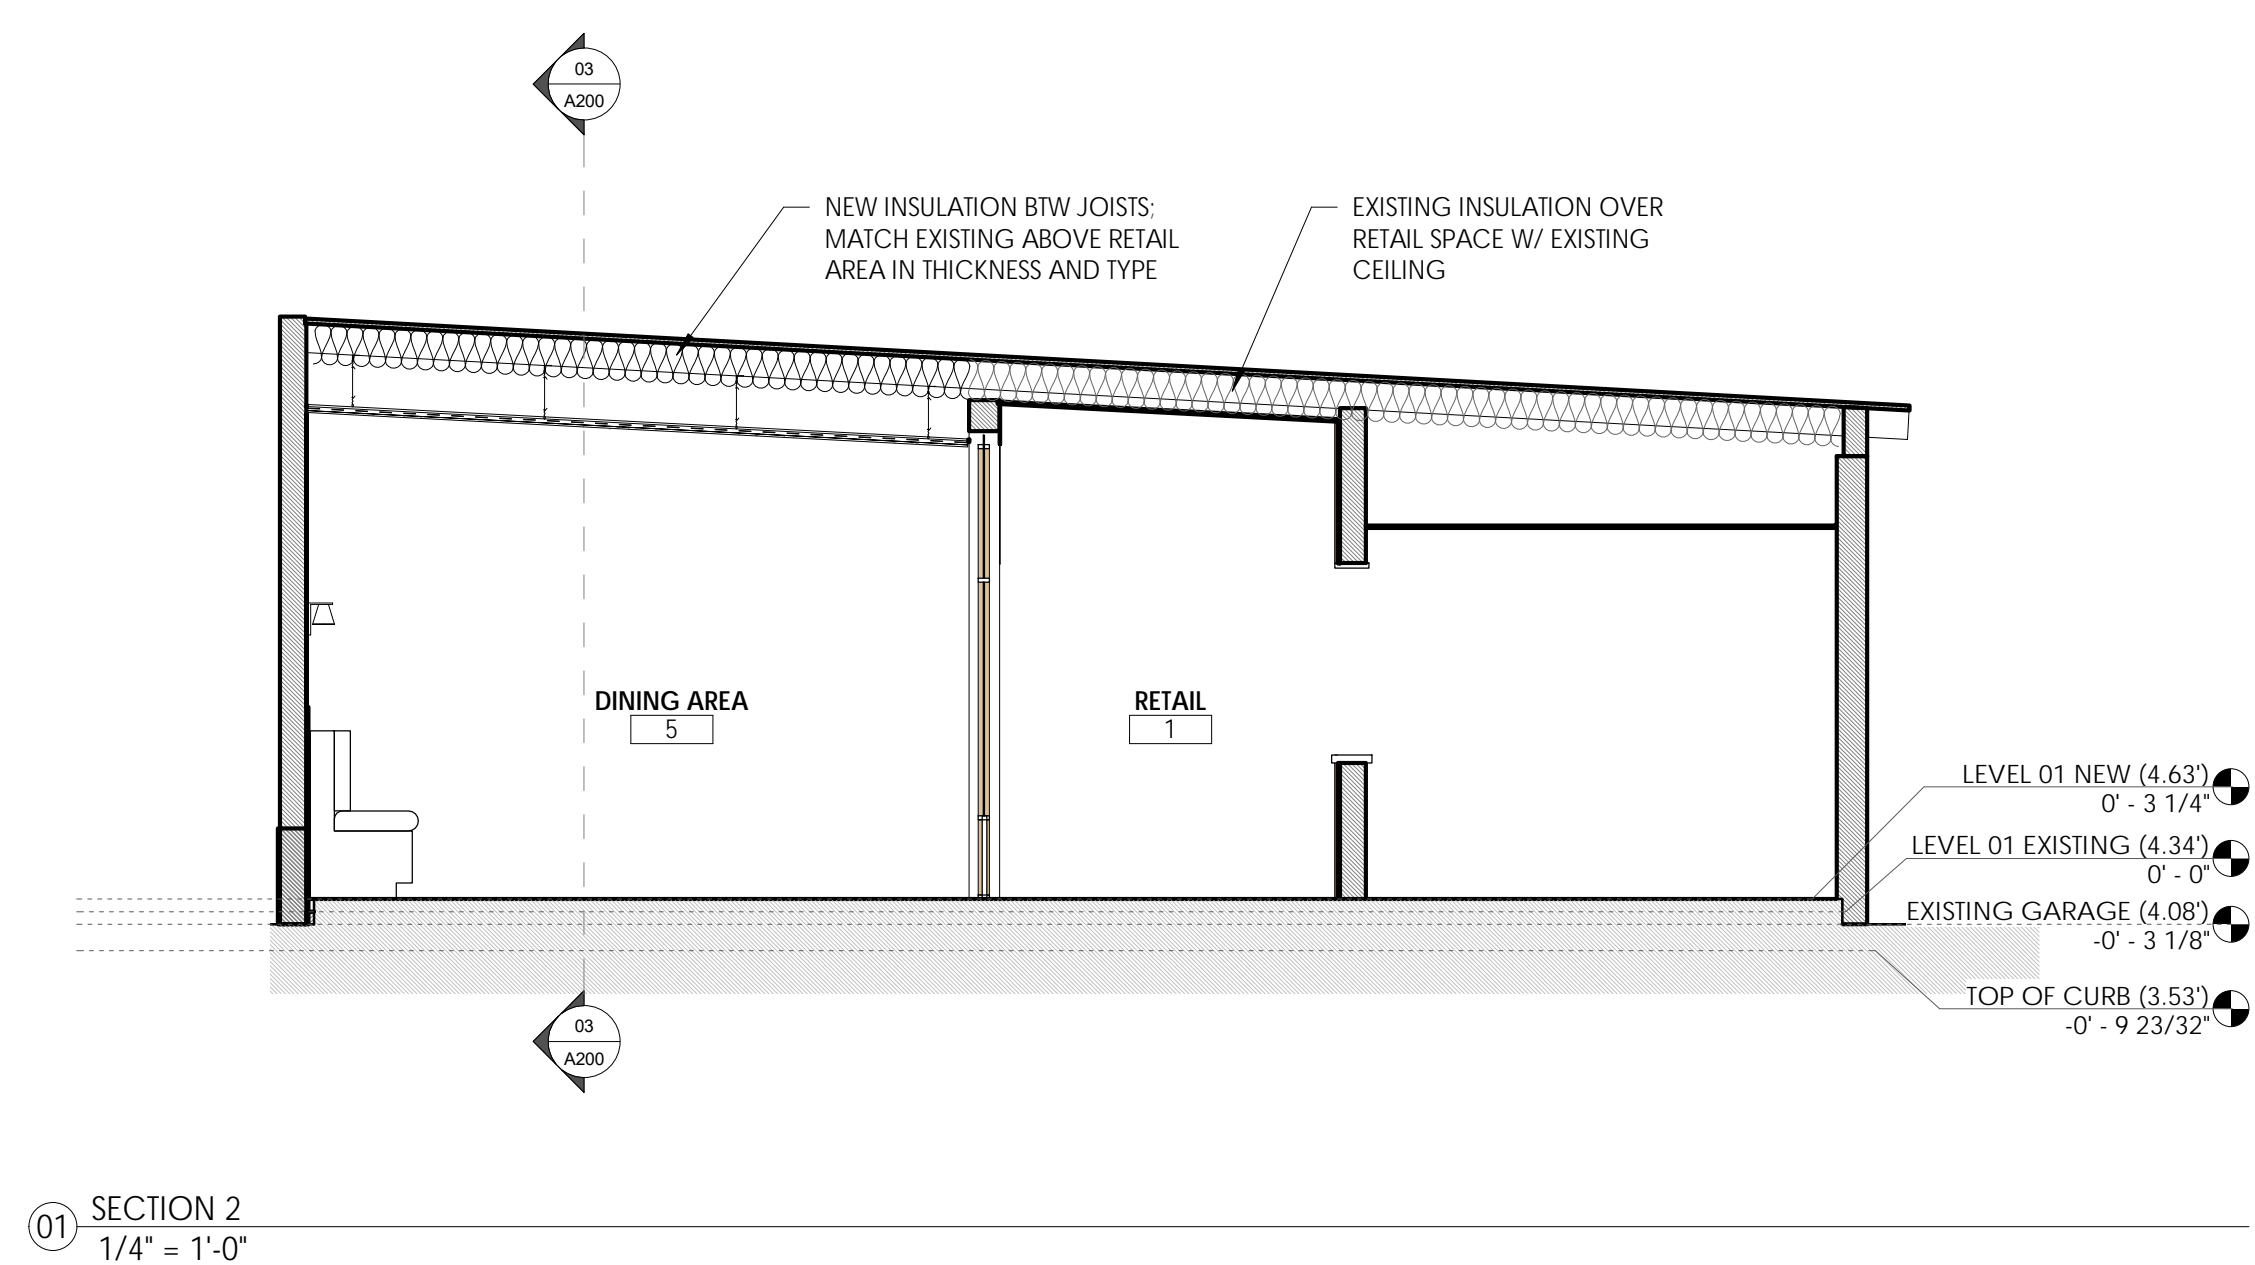 03
A200
NEW INSULATION BTW JOISTS;
MATCH EXISTING ABOVE RETAIL
AREA IN THICKNESS AND TYPE
EXISTING INSULATION OVER
RETAIL SPACE W/ EXISTING
CEILING
DINING AREA
5
RETAIL
1
LEVEL 01 NEW (4.63')
0' - 3 1/4"
LEVEL 01 EXISTING (4.34')
0' - 0"
EXISTING GARAGE (4.08')
-0' - 3 1/8"
TOP OF CURB (3.53')
-0' - 9 23/32"
03
A200
01
SECTION 2
1/4" = 1'-0"